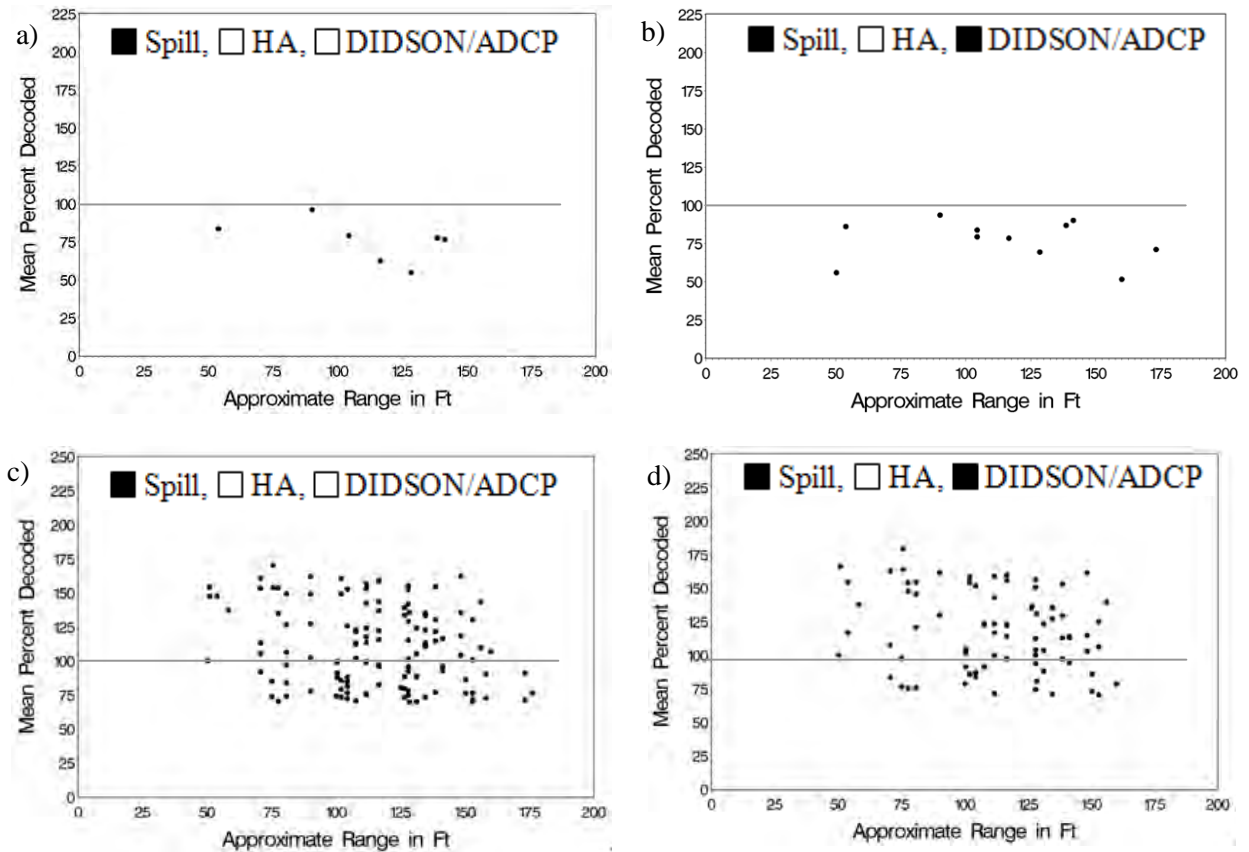 a)
■ Spill, □ HA, □ DIDSON/ADCP
Mean Percent Decoded
225
200
175
150
125
100
75
50
25
0
0 25 50 75 100 125 150 175 200
Approximate Range in Ft
b)
■ Spill, □ HA, ■ DIDSON/ADCP
Mean Percent Decoded
225
200
175
150
125
100
75
50
25
0
0 25 50 75 100 125 150 175 200
Approximate Range in Ft
c)
■ Spill, □ HA, □ DIDSON/ADCP
Mean Percent Decoded
250
225
200
175
150
125
100
75
50
25
0
0 25 50 75 100 125 150 175 200
Approximate Range in Ft
d)
■ Spill, □ HA, ■ DIDSON/ADCP
Mean Percent Decoded
250
225
200
175
150
125
100
75
50
25
0
0 25 50 75 100 125 150 175 200
Approximate Range in Ft